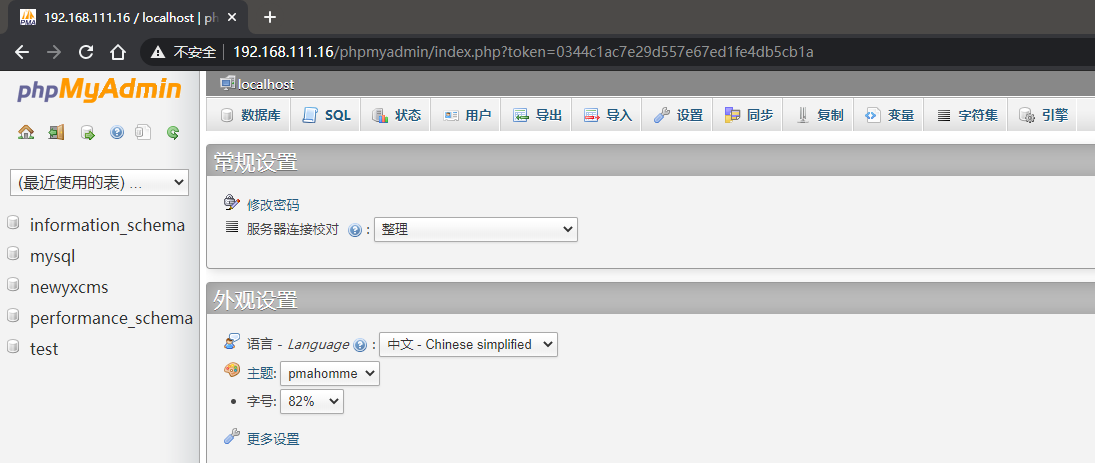 192.168.111.16 / localhost | ph
不安全 192.168.111.16/phpmyadmin/index.php?token=0344c1ac7e29d557e67ed1fe4db5cb1a
phpMyAdmin
PMA
localhost
数据库 SQL 状态 用户 导出 导入 设置 同步 复制 变量 字符集 引擎
(最近使用的表) ...
information_schema
mysql
newyxcms
performance_schema
test
常规设置
修改密码
服务器连接校对 : 整理
外观设置
语言 - Language : 中文 - Chinese simplified
主题: pmahomme
字号: 82%
更多设置